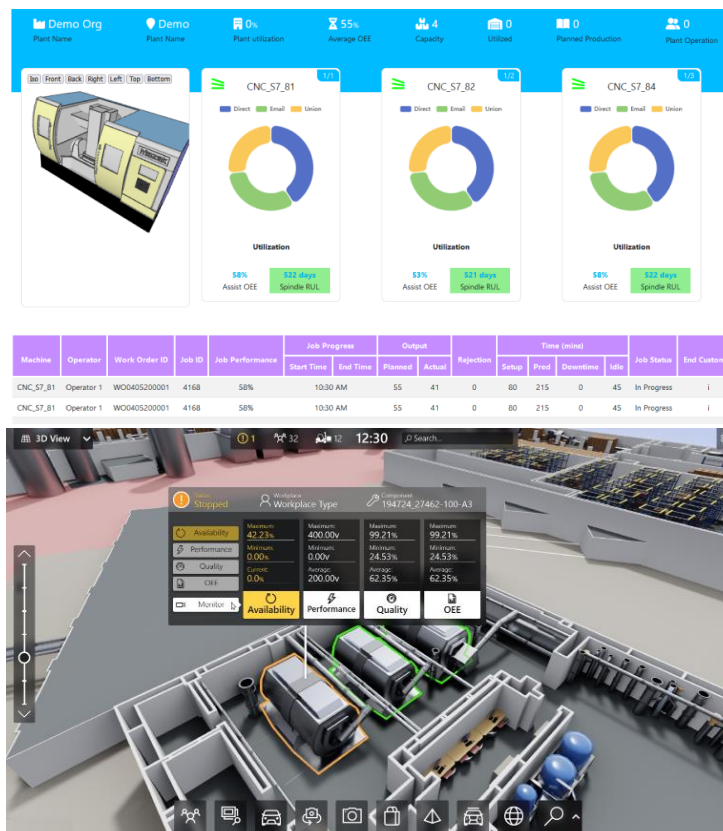 Demo Org Demo 0% 55% 4 0 0 0
Plant Name Plant Name Plant utilization Average OEE Capacity Utilized Planned Production Plant Operation
Iso Front Back Right Left Top Bottom
1/1
CNC_S7_81
Direct Email Union
Utilization
58% 522 days
Assist OEE Spindle RUL
1/2
CNC_S7_82
Direct Email Union
Utilization
53% 521 days
Assist OEE Spindle RUL
1/3
CNC_S7_84
Direct Email Union
Utilization
58% 522 days
Assist OEE Spindle RUL
Machine Operator Work Order ID Job ID Job Performance Job Progress Output Rejection Time (mins) Job Status End Custom
Start Time End Time Planned Actual Setup Pred Downtime Idle
CNC_S7_81 Operator 1 WO0405200001 4168 58% 10:30 AM 55 41 0 80 215 0 45 In Progress i
CNC_S7_81 Operator 1 WO0405200001 4168 58% 10:30 AM 55 41 0 80 215 0 45 In Progress i
3D View 1 32 12 12:30 Search...
Status Workplace Component
Stopped Workplace Type 194724_27462-100-A3
Availability
Performance
Quality
OEE
Monitor
Maximum: Maximum: Maximum: Maximum:
42.23% 400.00v 99.21% 99.21%
Minimum: Minimum: Minimum: Minimum:
0.00% 0.00v 24.53% 24.53%
Current: Average: Average: Average:
0.0% 200.00v 62.35% 62.35%
Availability Performance Quality OEE